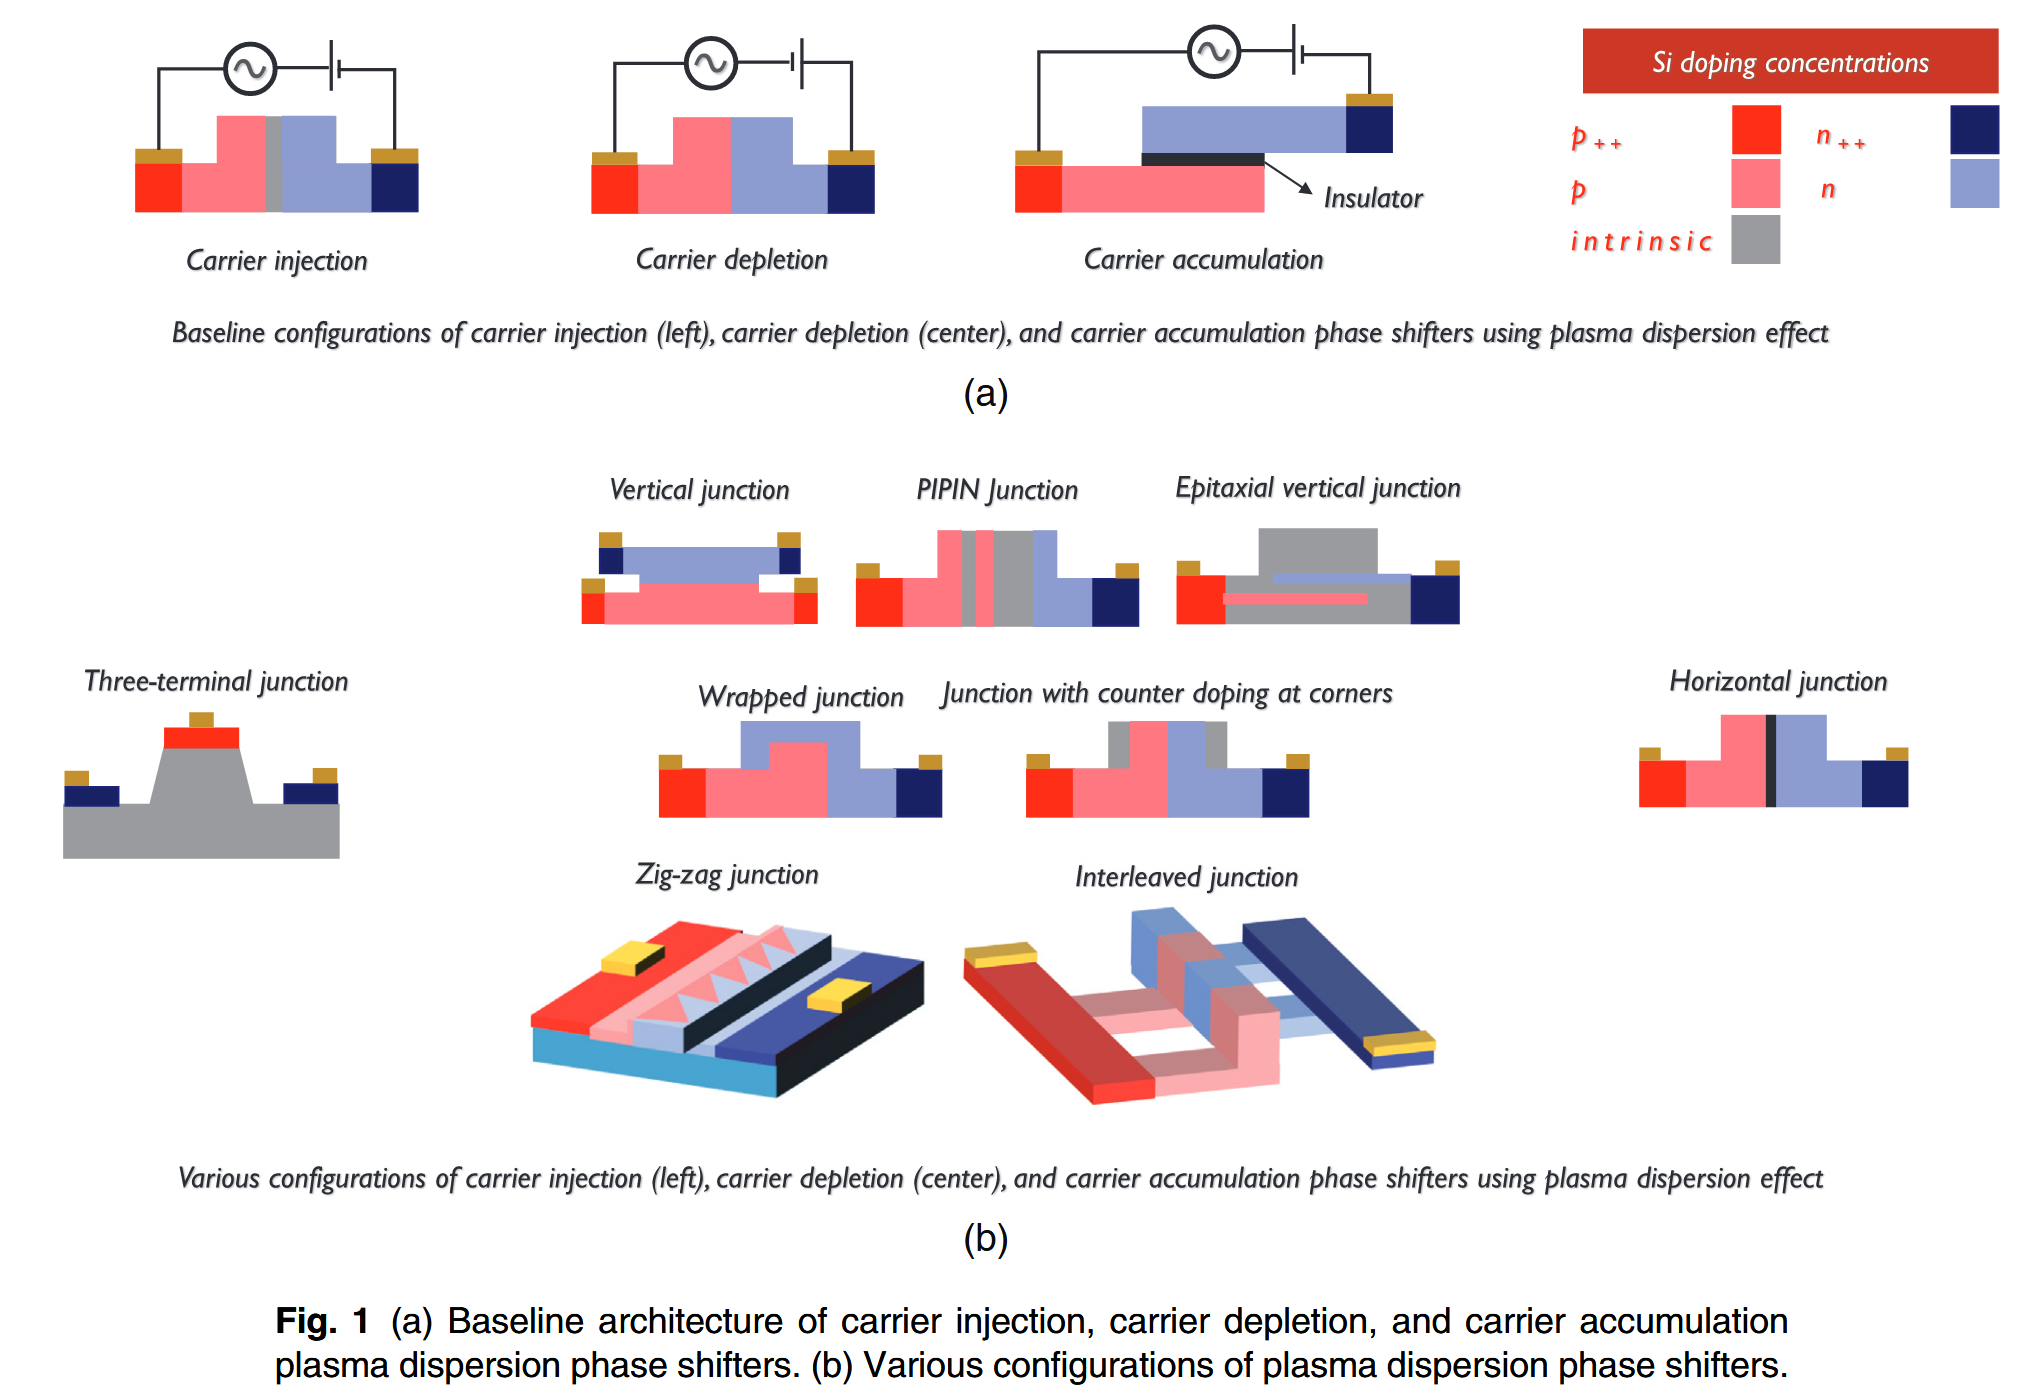 Si doping concentrations
p++
n++
p
n
intrinsic
Insulator
Carrier injection
Carrier depletion
Carrier accumulation
Baseline configurations of carrier injection (left), carrier depletion (center), and carrier accumulation phase shifters using plasma dispersion effect
(a)
Vertical junction
PIPIN Junction
Epitaxial vertical junction
Three-terminal junction
Wrapped junction
Junction with counter doping at corners
Horizontal junction
Zig-zag junction
Interleaved junction
Various configurations of carrier injection (left), carrier depletion (center), and carrier accumulation phase shifters using plasma dispersion effect
(b)
Fig. 1 (a) Baseline architecture of carrier injection, carrier depletion, and carrier accumulation
plasma dispersion phase shifters. (b) Various configurations of plasma dispersion phase shifters.